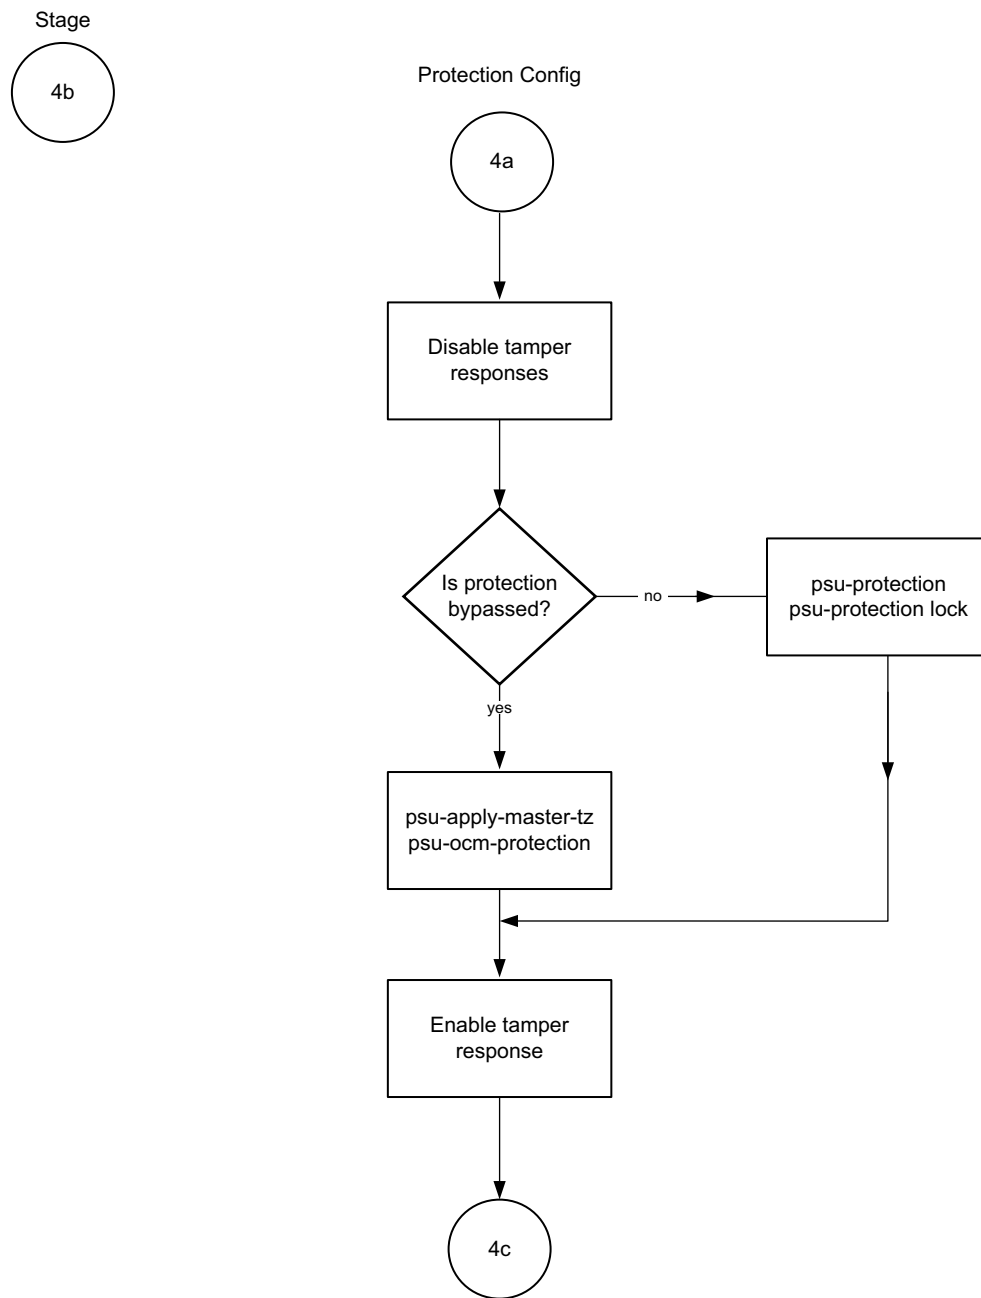 Stage
4b
Protection Config
4a
Disable tamper
responses
Is protection
bypassed?
no
psu-protection
psu-protection lock
yes
psu-apply-master-tz
psu-ocm-protection
Enable tamper
response
4c